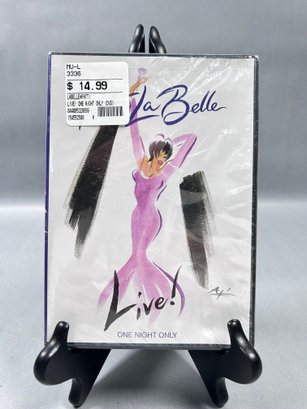 MU-L
3336
$ 14.99
LABELLE/PATTI
LIVE! ONE NIGHT ONLY (DVD)
La Belle
Live!
ONE NIGHT ONLY